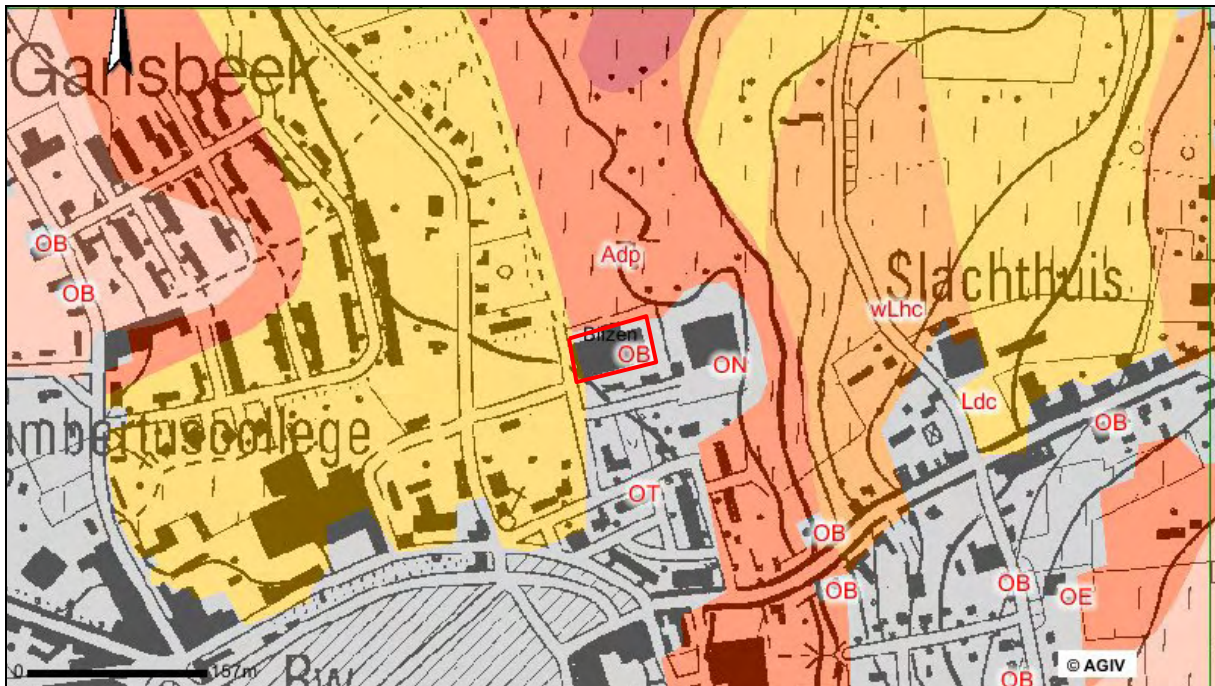 Gansbeek
OB
Adp
Slachthuis
OB
wLhc
Bilzen
OB
ON
Ldc
OB
mbertuscollege
OT
OB
OB
OB
OE
Rw
0 157m
© AGIV
OB